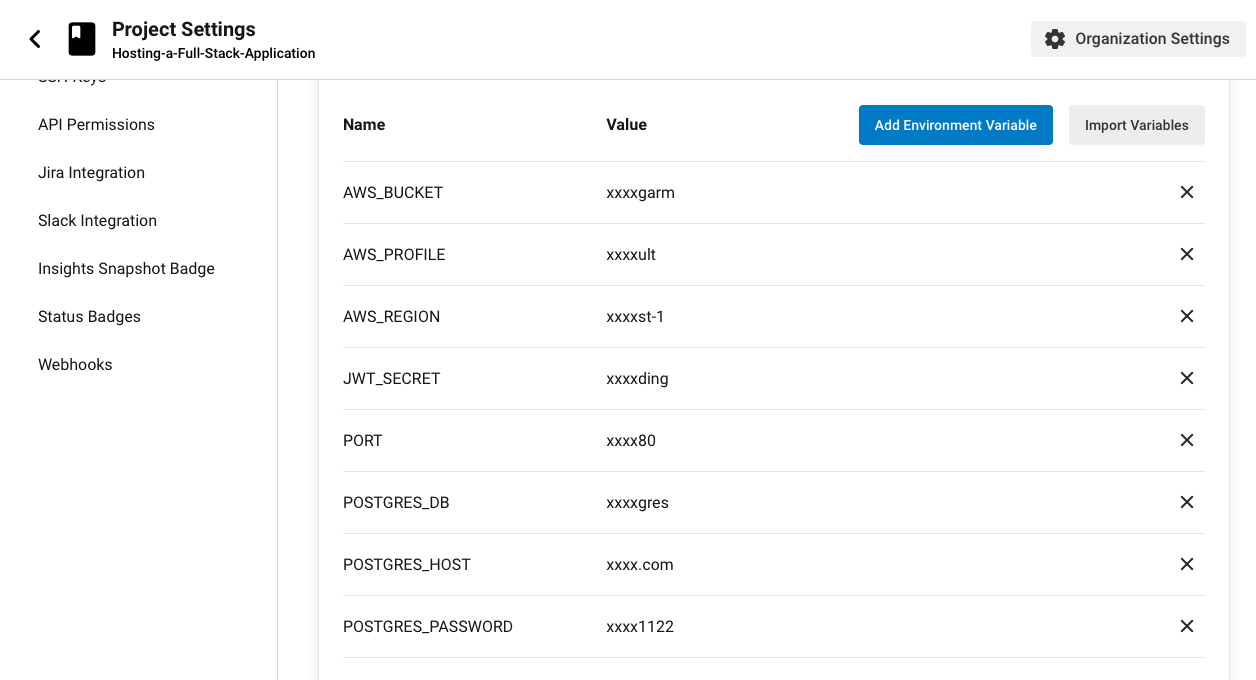 Project Settings
Hosting-a-Full-Stack-Application
Organization Settings
SSH Keys
API Permissions
Jira Integration
Slack Integration
Insights Snapshot Badge
Status Badges
Webhooks
Name Value Add Environment Variable Import Variables
AWS_BUCKET xxxxgarm
AWS_PROFILE xxxxult
AWS_REGION xxxxst-1
JWT_SECRET xxxxding
PORT xxxx80
POSTGRES_DB xxxxgres
POSTGRES_HOST xxxx.com
POSTGRES_PASSWORD xxxx1122